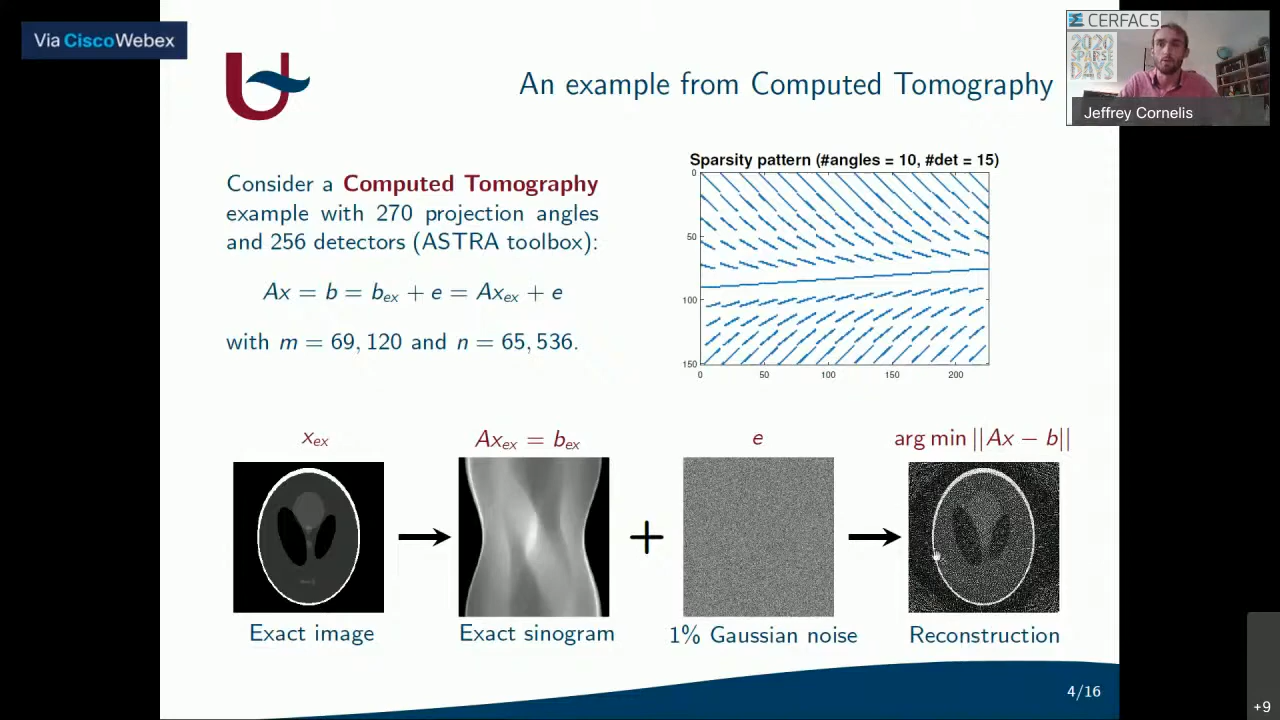 Via Cisco Webex
CERFACS
2020
SPARSE
DAYS
Jeffrey Cornelis
An example from Computed Tomography
Consider a Computed Tomography
example with 270 projection angles
and 256 detectors (ASTRA toolbox):
Ax = b = b_ex + e = Ax_ex + e
with m = 69, 120 and n = 65, 536.
Sparsity pattern (#angles = 10, #det = 15)
0
50
100
150
0 50 100 150 200
x_ex
Ax_ex = b_ex
e
arg min ||Ax − b||
+
Exact image
Exact sinogram
1% Gaussian noise
Reconstruction
4/16
+9